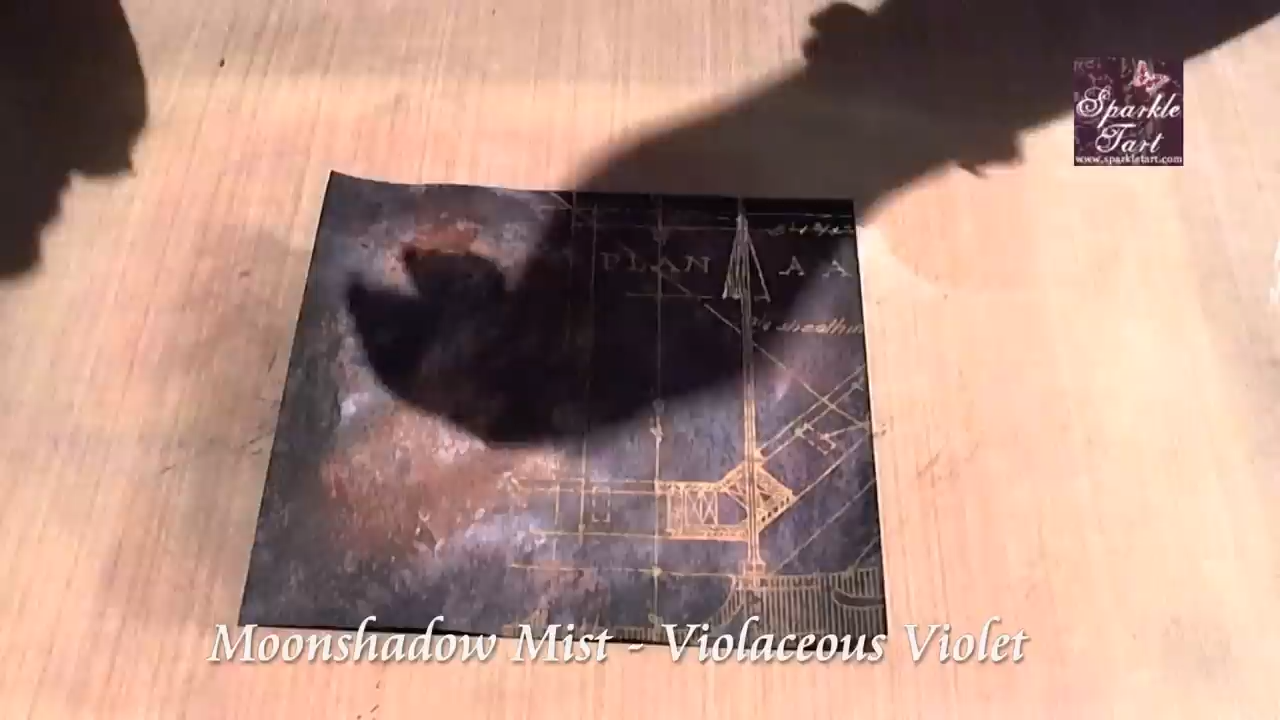 Sparkle
Tart
www.sparkletart.com
PLAN A A
sheathin
Moonshadow Mist - Violaceous Violet